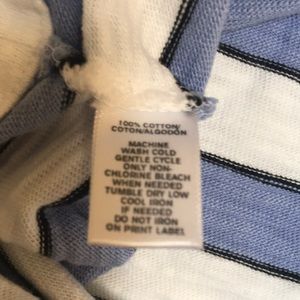 100% COTTON/
COTON/ALGODÓN
MACHINE
WASH COLD
GENTLE CYCLE
ONLY NON-
CHLORINE BLEACH
WHEN NEEDED
TUMBLE DRY LOW
COOL IRON
IF NEEDED
DO NOT IRON
ON PRINT LABEL